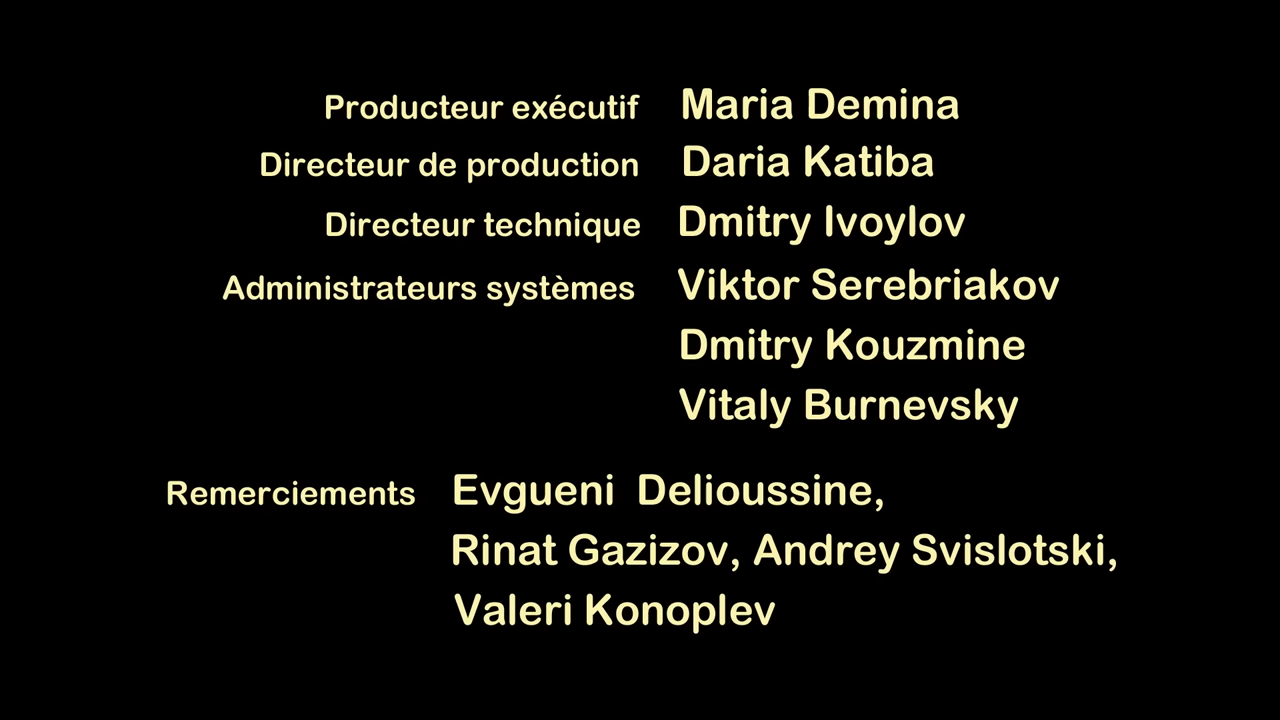 Producteur exécutif Maria Demina
Directeur de production Daria Katiba
Directeur technique Dmitry Ivoylov
Administrateurs systèmes Viktor Serebriakov
Dmitry Kouzmine
Vitaly Burnevsky
Remerciements Evgueni Delioussine,
Rinat Gazizov, Andrey Svislotski,
Valeri Konoplev